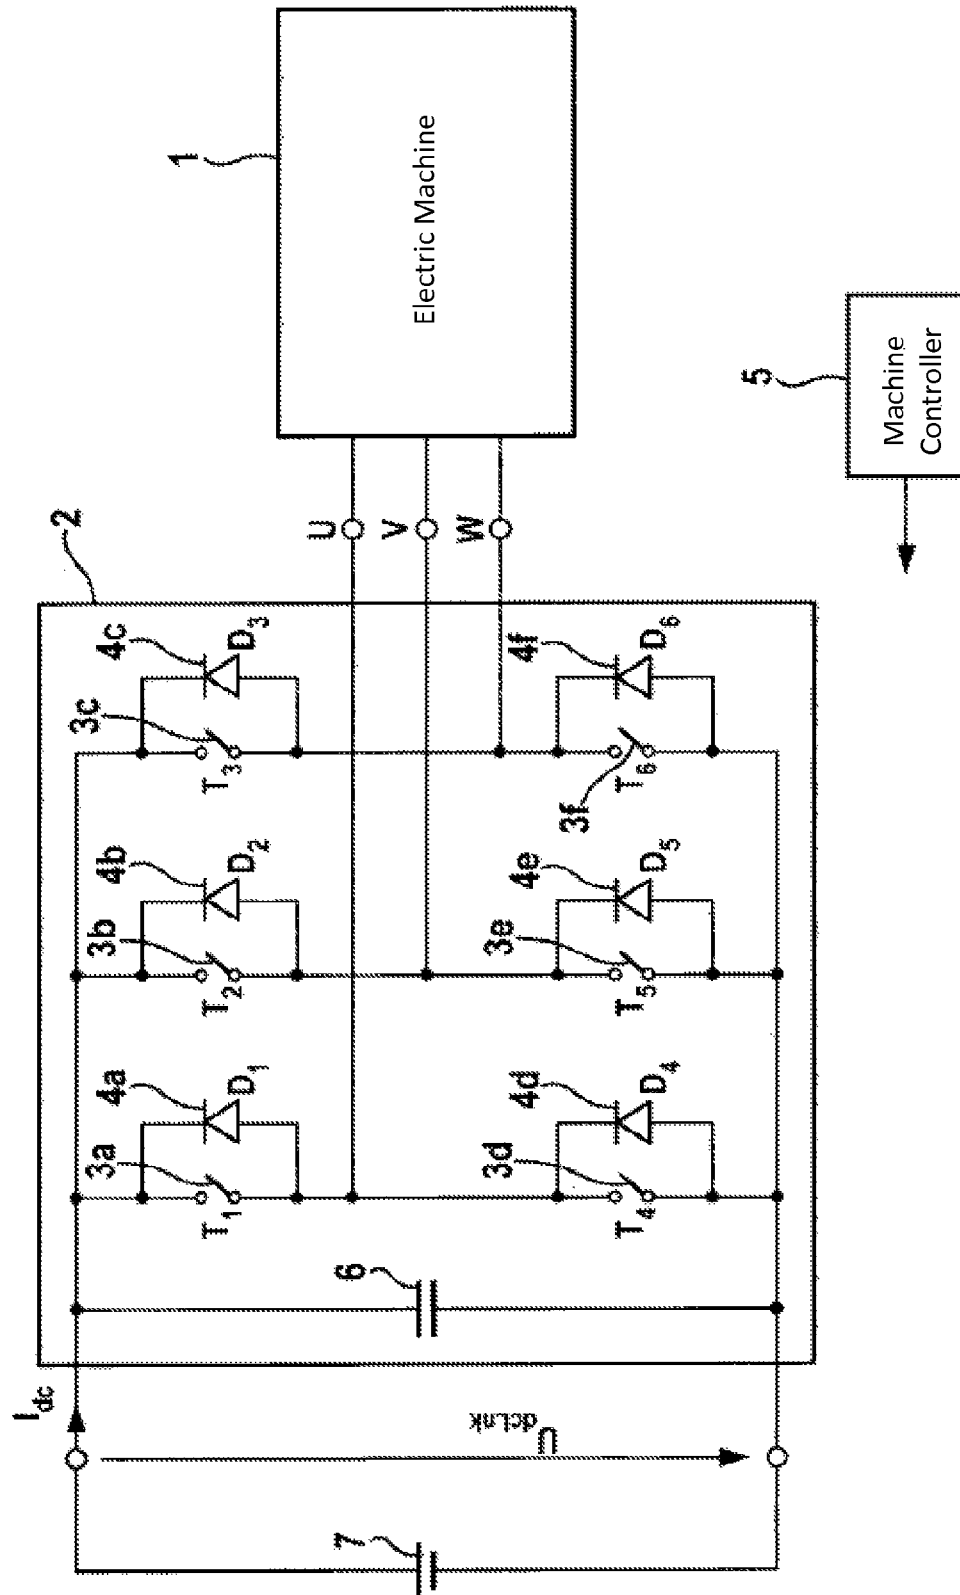 1
Electric Machine
5
Machine
Controller
2
U
V
W
4c
D3
3c
T3
4f
D6
3f
T6
4b
D2
3b
T2
4e
D5
3e
T5
4a
D1
3a
T1
4d
D4
3d
T4
6
Idc
UdcLnk
7